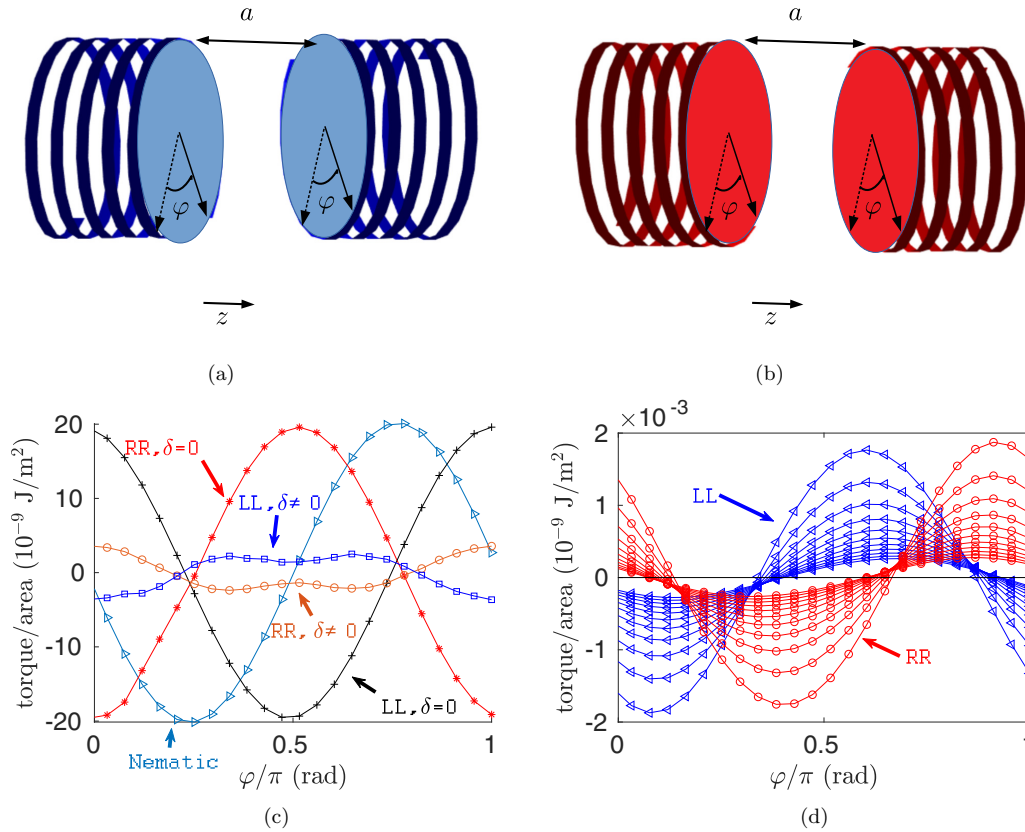 a
a
φ
φ
φ
φ
z
z
(a)
(b)
torque/area (10⁻⁹ J/m²)
20
10
0
-10
-20
0
0.5
1
φ/π (rad)
RR,δ=0
LL,δ≠0
RR,δ≠0
LL,δ=0
Nematic
(c)
×10⁻³
torque/area (10⁻⁹ J/m²)
2
1
0
-1
-2
0
0.5
1
φ/π (rad)
LL
RR
(d)